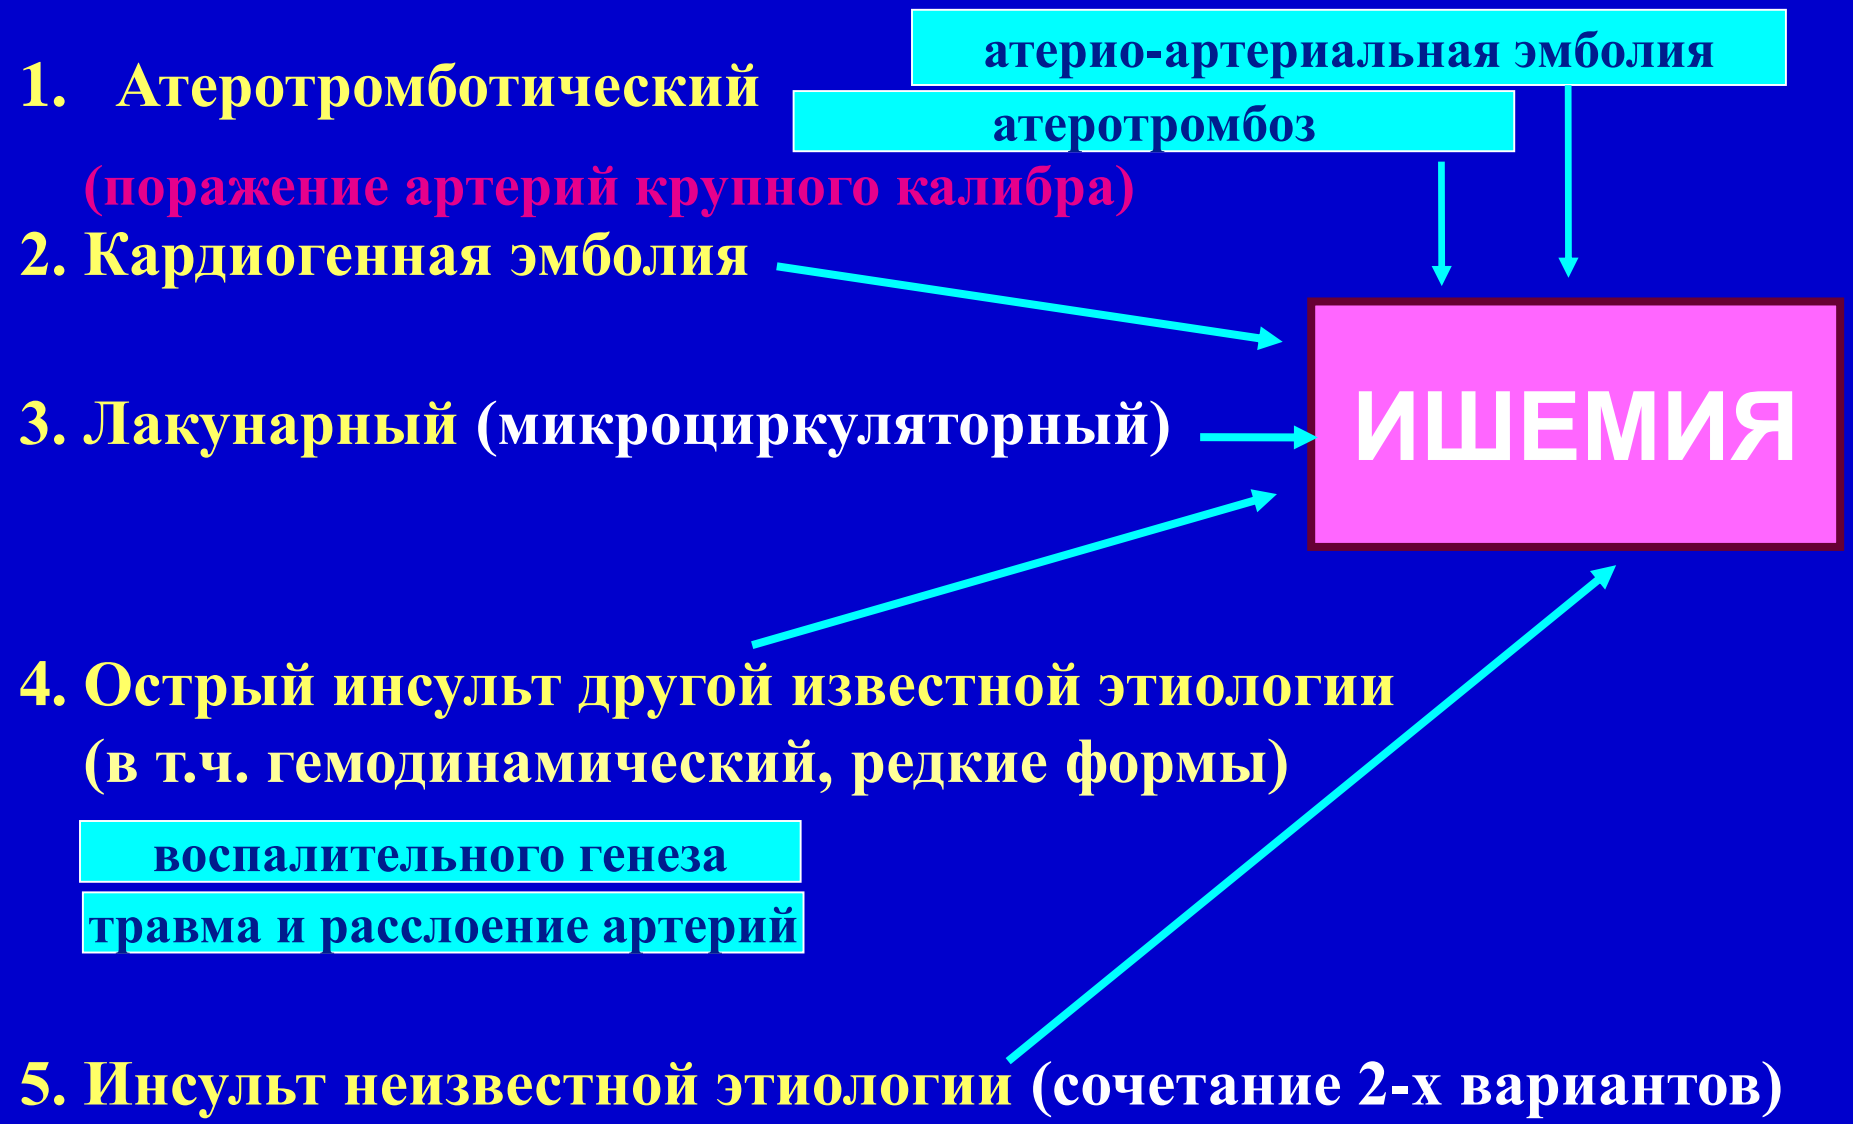 атерио-артериальная эмболия
1. Атеротромботический
атеротромбоз
(поражение артерий крупного калибра)
2. Кардиогенная эмболия
3. Лакунарный (микроциркуляторный)
ИШЕМИЯ
4. Острый инсульт другой известной этиологии
(в т.ч. гемодинамический, редкие формы)
воспалительного генеза
травма и расслоение артерий
5. Инсульт неизвестной этиологии (сочетание 2-х вариантов)